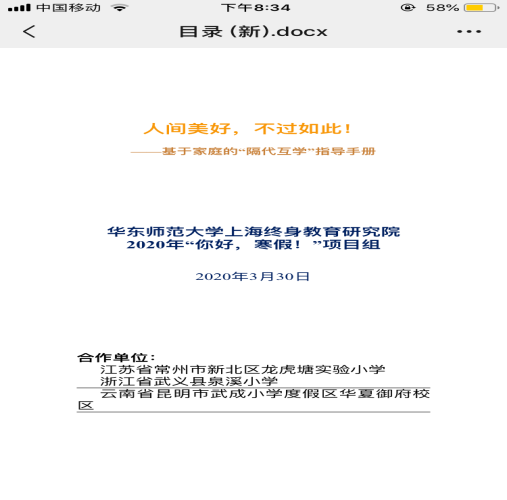 中国移动 下午8:34 58%
目录 (新).docx
人间美好，不过如此！
——基于家庭的“隔代互学”指导手册
华东师范大学上海终身教育研究院
2020年“你好，寒假！”项目组
2020年3月30日
合作单位：
江苏省常州市新北区龙虎塘实验小学
浙江省武义县泉溪小学
云南省昆明市武成小学度假区华夏御府校
区